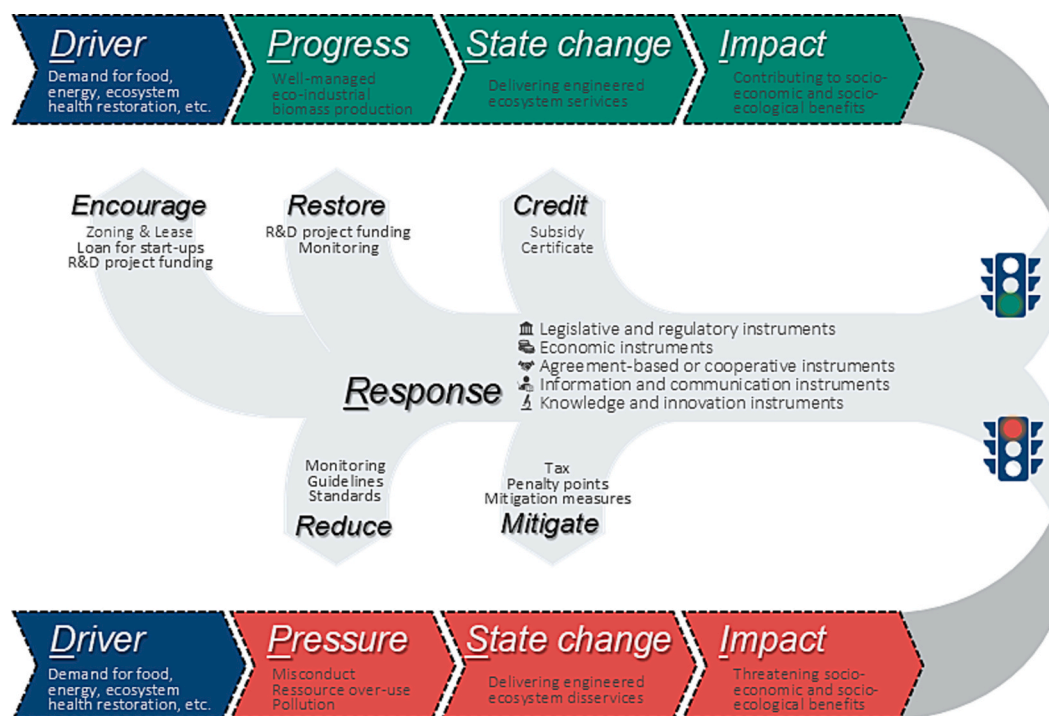 Driver
Demand for food,
energy, ecosystem
health restoration, etc.
Progress
Well-managed
eco-industrial
biomass production
State change
Delivering engineered
ecosystem serivices
Impact
Contributing to socio-
economic and socio-
ecological benefits
Encourage
Zoning & Lease
Loan for start-ups
R&D project funding
Restore
R&D project funding
Monitoring
Credit
Subsidy
Certificate
Response
Legislative and regulatory instruments
Economic instruments
Agreement-based or cooperative instruments
Information and communication instruments
Knowledge and innovation instruments
Monitoring
Guidelines
Standards
Reduce
Tax
Penalty points
Mitigation measures
Mitigate
Driver
Demand for food,
energy, ecosystem
health restoration, etc.
Pressure
Misconduct
Ressource over-use
Pollution
State change
Delivering engineered
ecosystem disservices
Impact
Threatening socio-
economic and socio-
ecological benefits